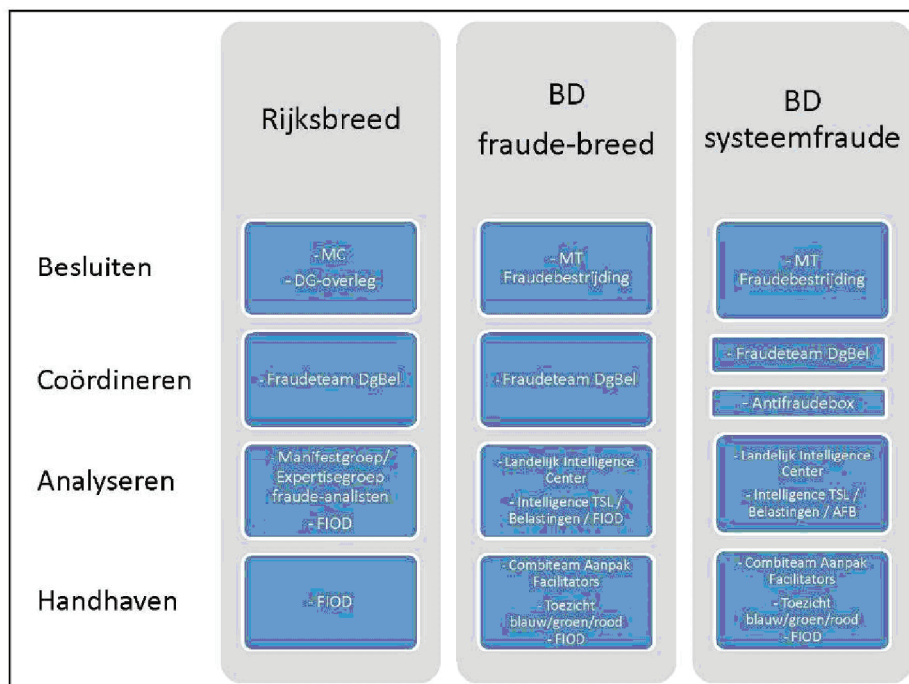 Rijksbreed
BD
fraude-breed
BD
systeemfraude
Besluiten
- MC
- DG-overleg
- MT
Fraudebestrijding
- MT
Fraudebestrijding
Coördineren
- Fraudeteam DgBel
- Fraudeteam DgBel
- Fraudeteam DgBel
- Antifraudebox
Analyseren
- Manifestgroep/
Expertisegroep
fraude-analisten
- FIOD
- Landelijk Intelligence
Center
- Intelligence TSL /
Belastingen / FIOD
- Landelijk Intelligence
Center
- Intelligence TSL /
Belastingen / AFB
Handhaven
- FIOD
- Combiteam Aanpak
Facilitators
- Toezicht
blauw/groen/rood
- FIOD
- Combiteam Aanpak
Facilitators
- Toezicht
blauw/groen/rood
- FIOD